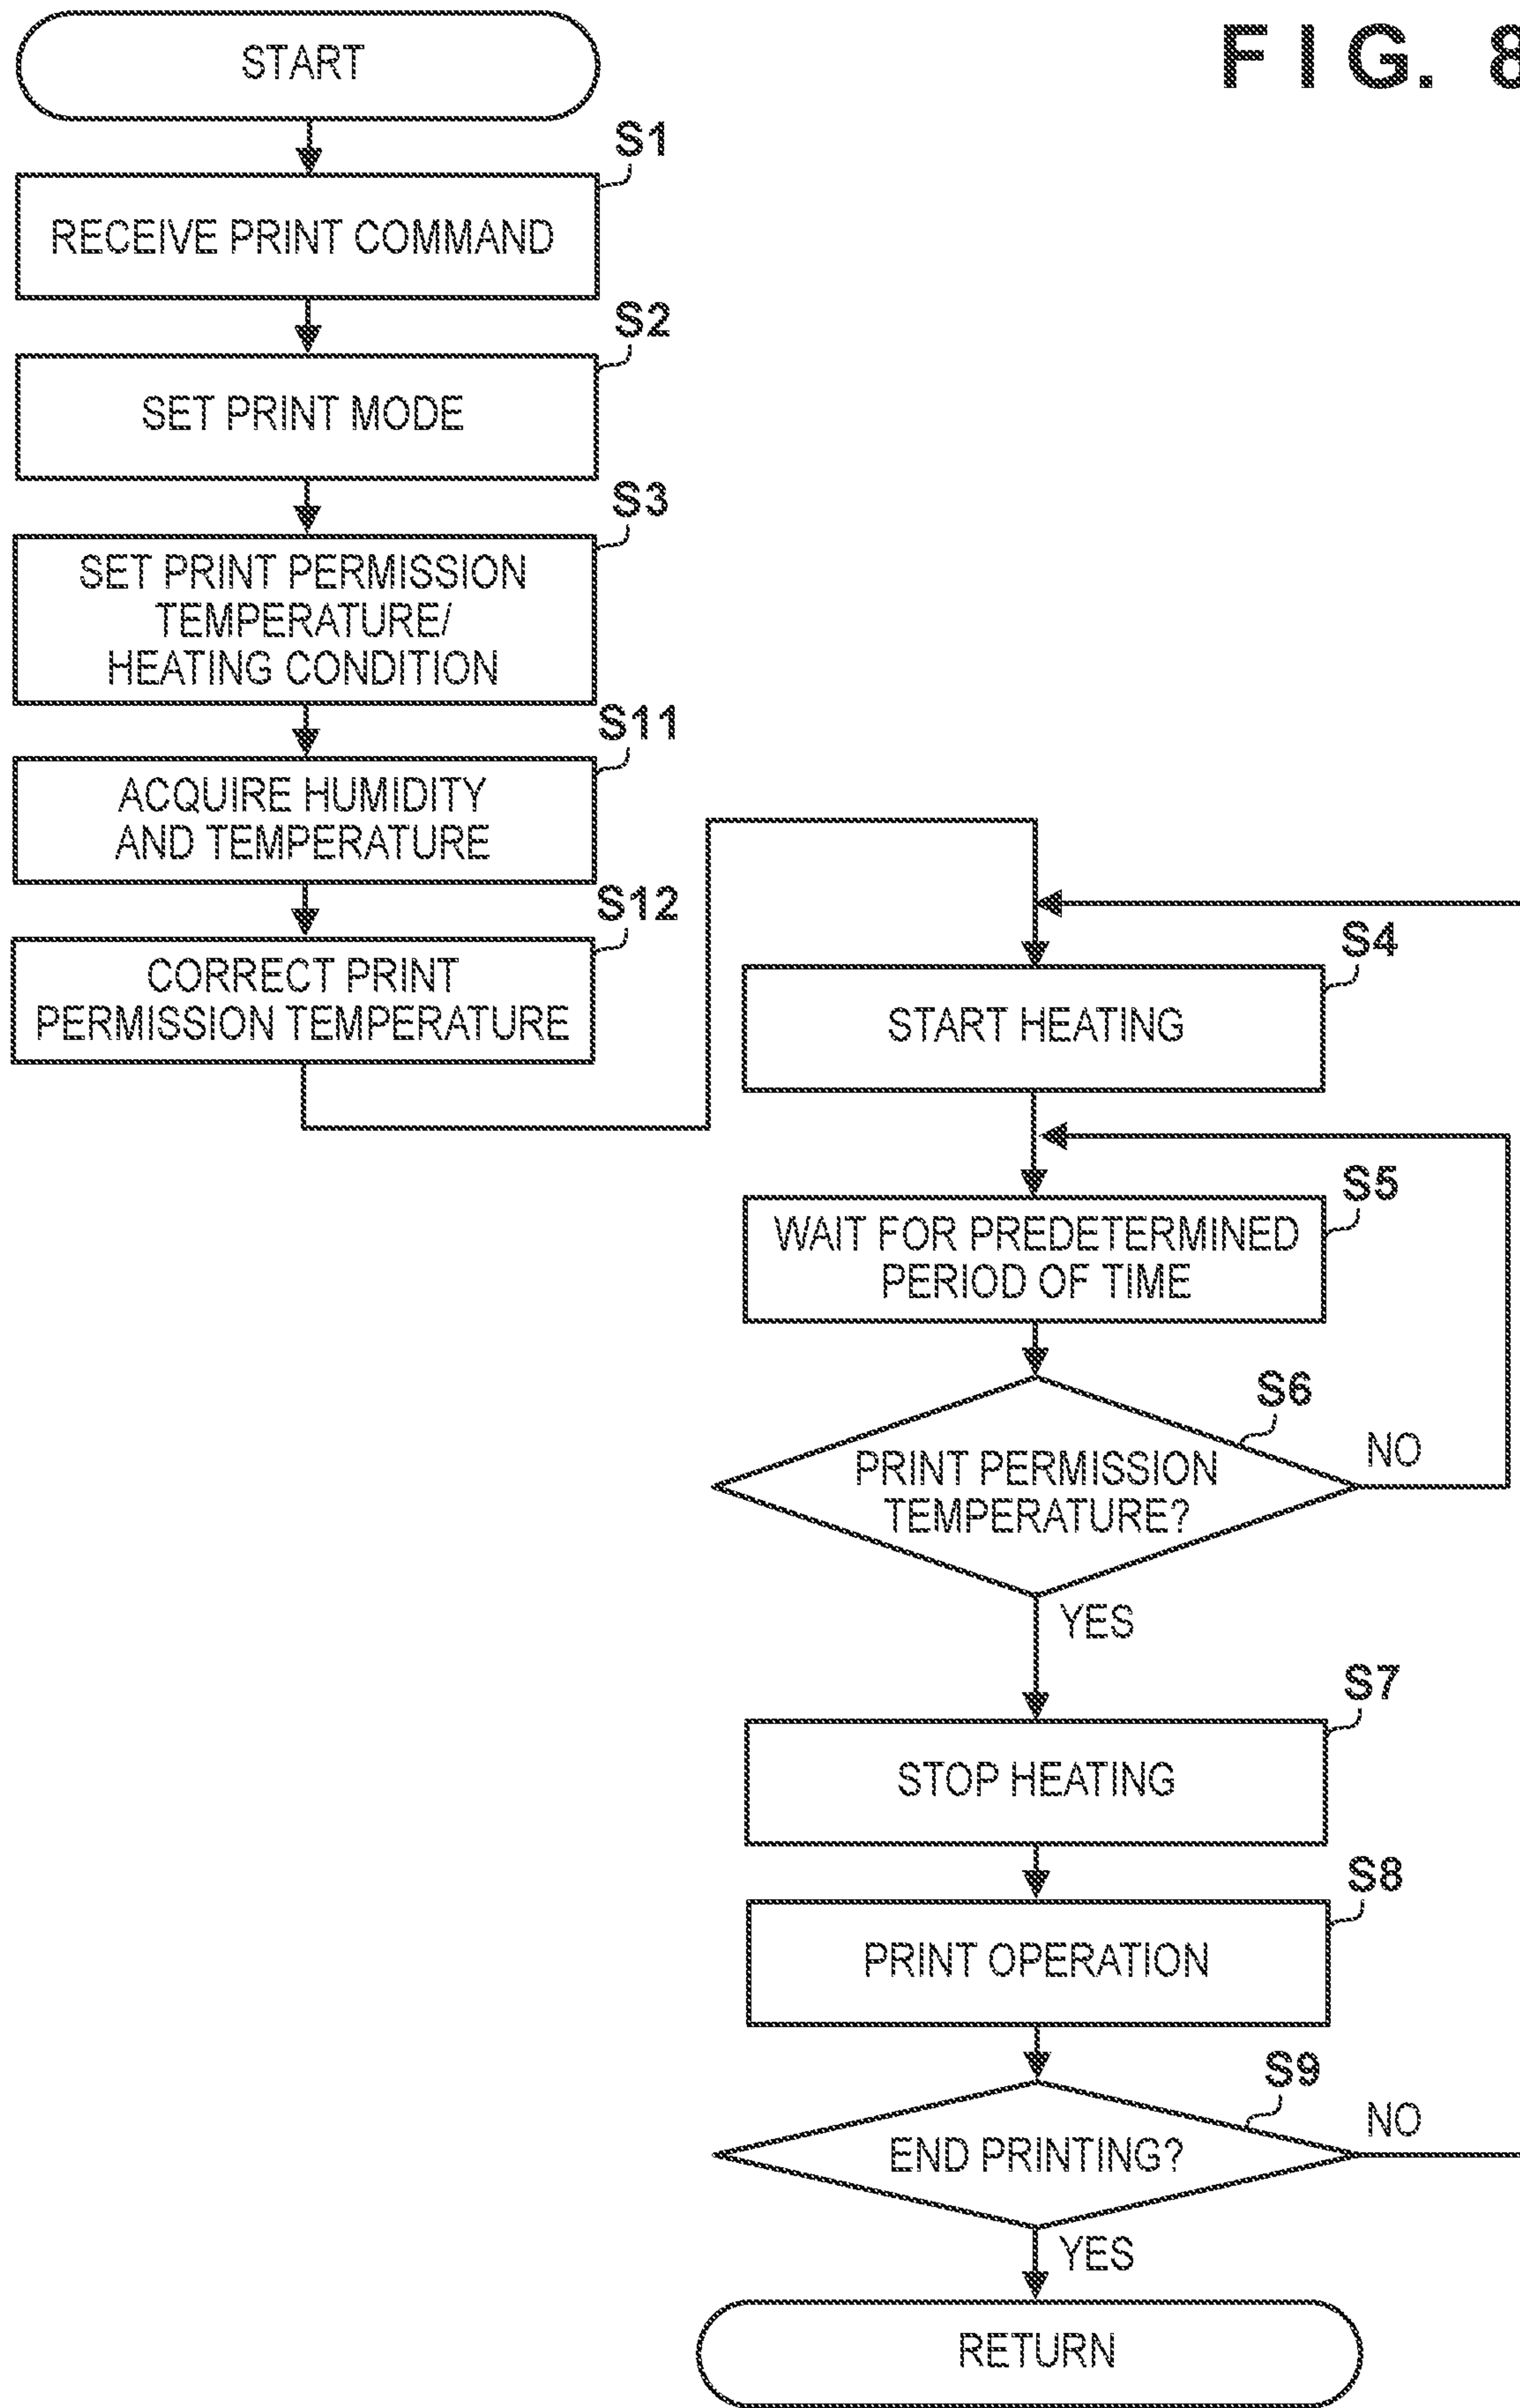 FIG. 8
START
S1
RECEIVE PRINT COMMAND
S2
SET PRINT MODE
S3
SET PRINT PERMISSION
TEMPERATURE/
HEATING CONDITION
S11
ACQUIRE HUMIDITY
AND TEMPERATURE
S12
CORRECT PRINT
PERMISSION TEMPERATURE
S4
START HEATING
S5
WAIT FOR PREDETERMINED
PERIOD OF TIME
S6
PRINT PERMISSION
TEMPERATURE?
NO
YES
S7
STOP HEATING
S8
PRINT OPERATION
S9
END PRINTING?
NO
YES
RETURN